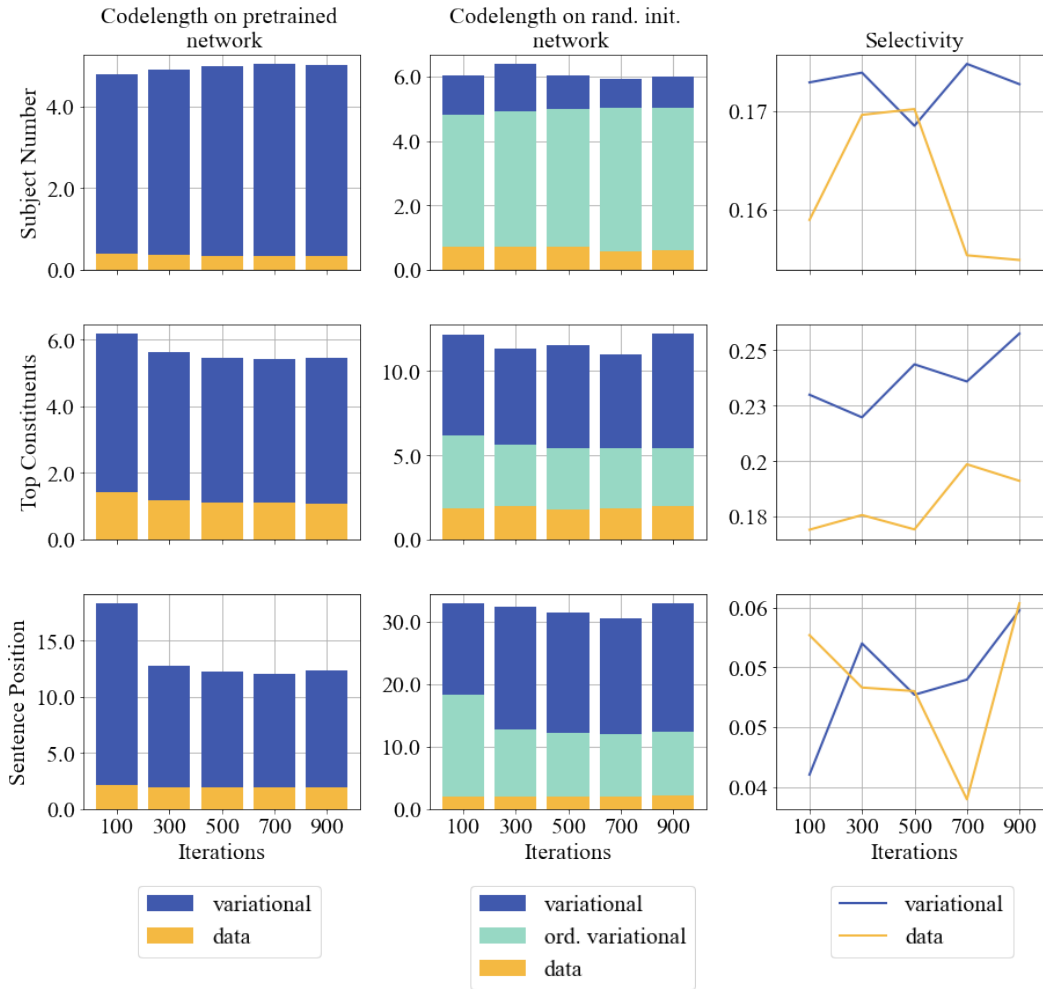 Codelength on pretrained
network
Codelength on rand. init.
network
Selectivity
Subject Number
4.0
2.0
0.0
6.0
4.0
2.0
0.0
0.17
0.16
Top Constituents
6.0
4.0
2.0
0.0
10.0
5.0
0.0
0.25
0.23
0.2
0.18
Sentence Position
15.0
10.0
5.0
0.0
30.0
20.0
10.0
0.0
0.06
0.05
0.05
0.04
100 300 500 700 900
Iterations
100 300 500 700 900
Iterations
100 300 500 700 900
Iterations
variational
data
variational
ord. variational
data
variational
data